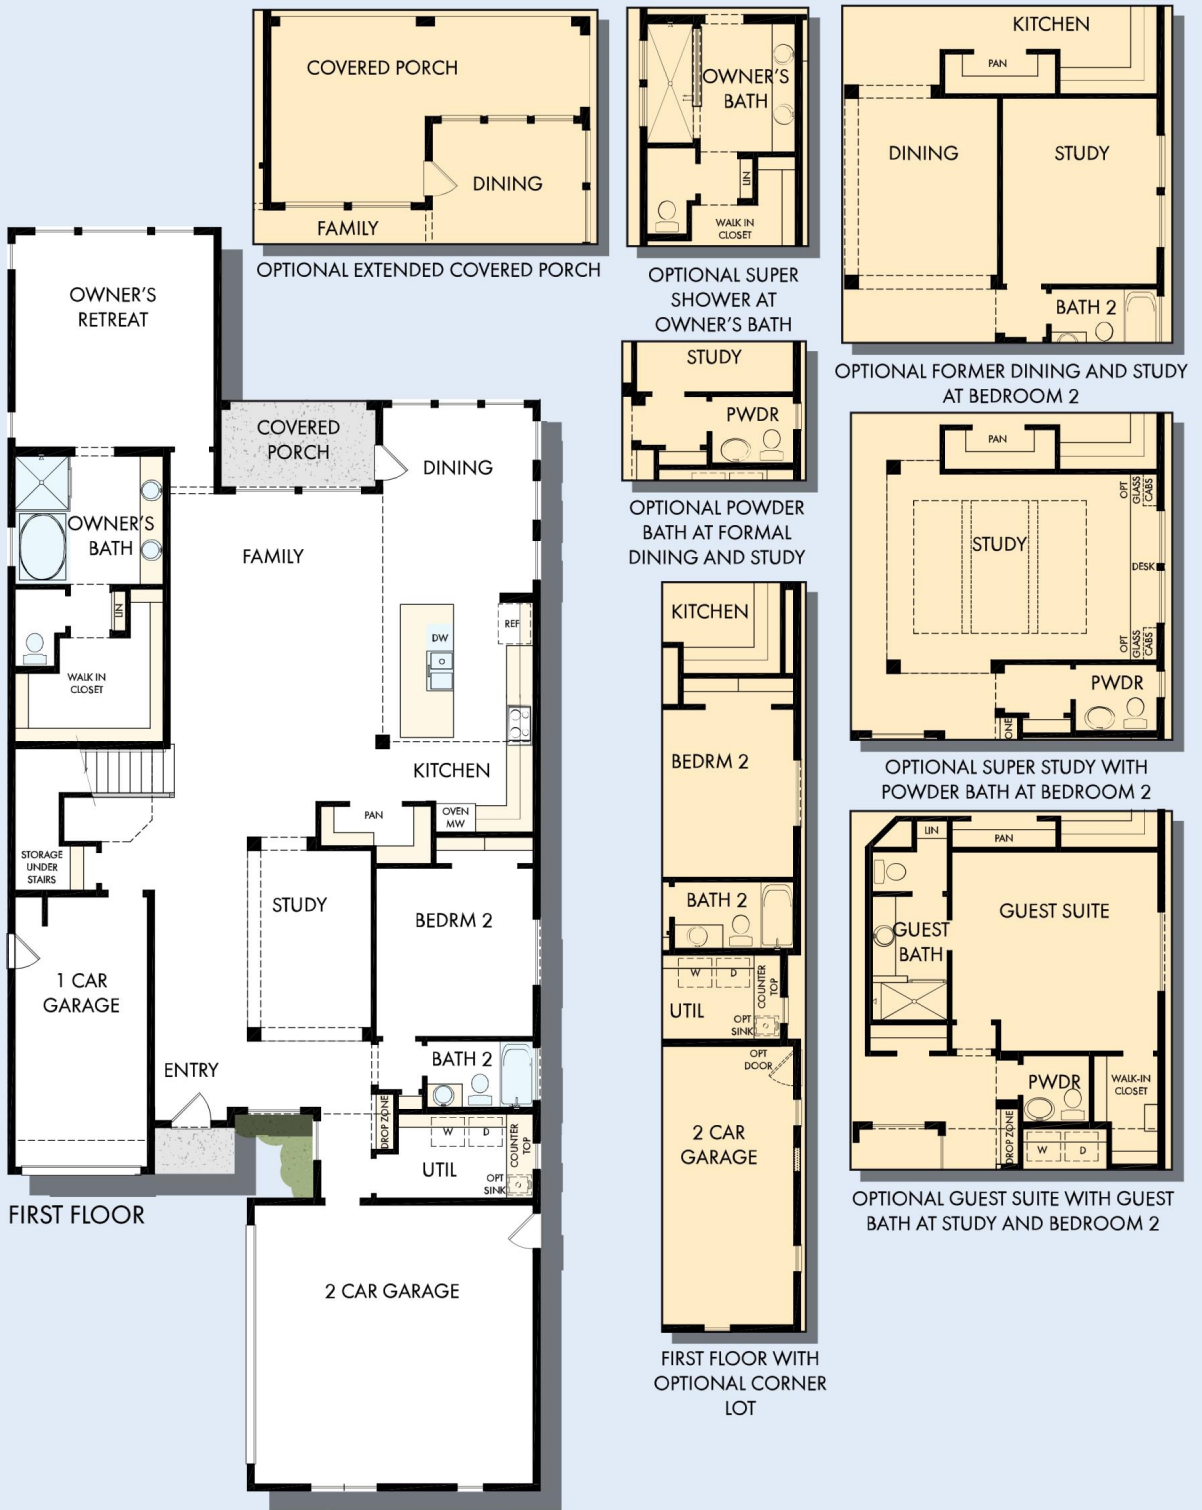 COVERED PORCH
DINING
FAMILY
OPTIONAL EXTENDED COVERED PORCH
OWNER'S
BATH
LIN
WALK IN
CLOSET
OPTIONAL SUPER
SHOWER AT
OWNER'S BATH
KITCHEN
PAN
DINING
STUDY
BATH 2
OPTIONAL FORMER DINING AND STUDY
AT BEDROOM 2
STUDY
PWDR
OPTIONAL POWDER
BATH AT FORMAL
DINING AND STUDY
PAN
OPT
GLASS
CABS
STUDY
DESK
OPT
GLASS
CABS
PWDR
ONE
OPTIONAL SUPER STUDY WITH
POWDER BATH AT BEDROOM 2
OWNER'S
RETREAT
COVERED
PORCH
DINING
OWNER'S
BATH
FAMILY
LIN
REF
DW
WALK IN
CLOSET
KITCHEN
PAN
OVEN
MW
STORAGE
UNDER
STAIRS
STUDY
BEDRM 2
1 CAR
GARAGE
ENTRY
BATH 2
DROP ZONE
W
D
COUNTER
TOP
UTIL
OPT
SINK
FIRST FLOOR
2 CAR GARAGE
KITCHEN
BEDRM 2
BATH 2
W
D
COUNTER
TOP
UTIL
OPT
SINK
OPT
DOOR
2 CAR
GARAGE
FIRST FLOOR WITH
OPTIONAL CORNER
LOT
LIN
PAN
GUEST SUITE
GUEST
BATH
PWDR
WALK-IN
CLOSET
DROP ZONE
W
D
OPTIONAL GUEST SUITE WITH GUEST
BATH AT STUDY AND BEDROOM 2